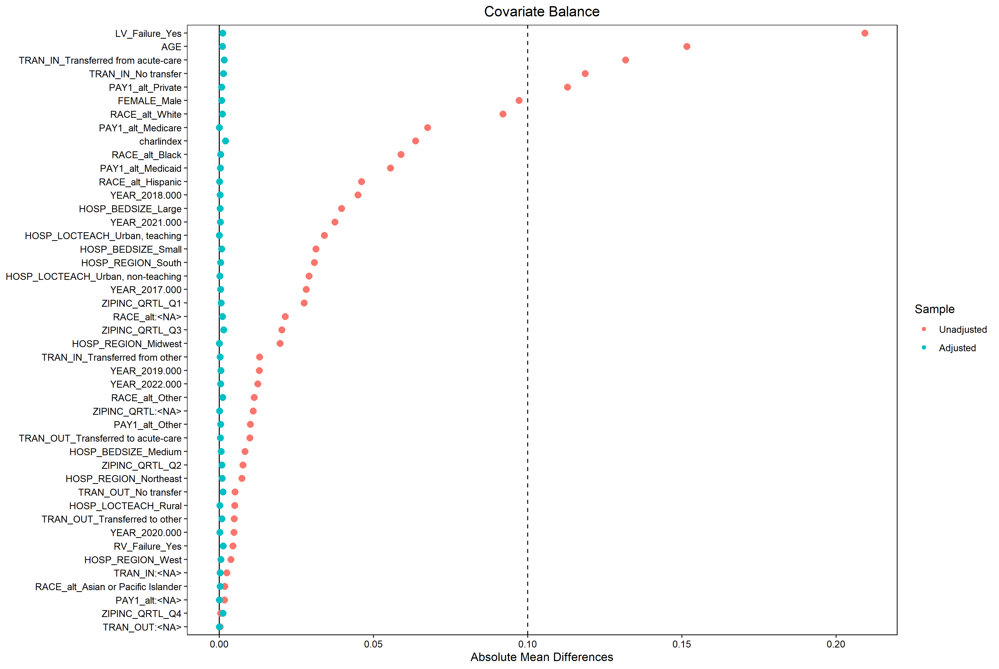 Covariate Balance
LV_Failure_Yes
AGE
TRAN_IN_Transferred from acute-care
TRAN_IN_No transfer
PAY1_alt_Private
FEMALE_Male
RACE_alt_White
PAY1_alt_Medicare
charlindex
RACE_alt_Black
PAY1_alt_Medicaid
RACE_alt_Hispanic
YEAR_2018.000
HOSP_BEDSIZE_Large
YEAR_2021.000
HOSP_LOCTEACH_Urban, teaching
HOSP_BEDSIZE_Small
HOSP_REGION_South
HOSP_LOCTEACH_Urban, non-teaching
YEAR_2017.000
ZIPINC_QRTL_Q1
RACE_alt:<NA>
ZIPINC_QRTL_Q3
HOSP_REGION_Midwest
TRAN_IN_Transferred from other
YEAR_2019.000
YEAR_2022.000
RACE_alt_Other
ZIPINC_QRTL:<NA>
PAY1_alt_Other
TRAN_OUT_Transferred to acute-care
HOSP_BEDSIZE_Medium
ZIPINC_QRTL_Q2
HOSP_REGION_Northeast
TRAN_OUT_No transfer
HOSP_LOCTEACH_Rural
TRAN_OUT_Transferred to other
YEAR_2020.000
RV_Failure_Yes
HOSP_REGION_West
TRAN_IN:<NA>
RACE_alt_Asian or Pacific Islander
PAY1_alt:<NA>
ZIPINC_QRTL_Q4
TRAN_OUT:<NA>
0.00 0.05 0.10 0.15 0.20
Absolute Mean Differences
Sample
Unadjusted
Adjusted